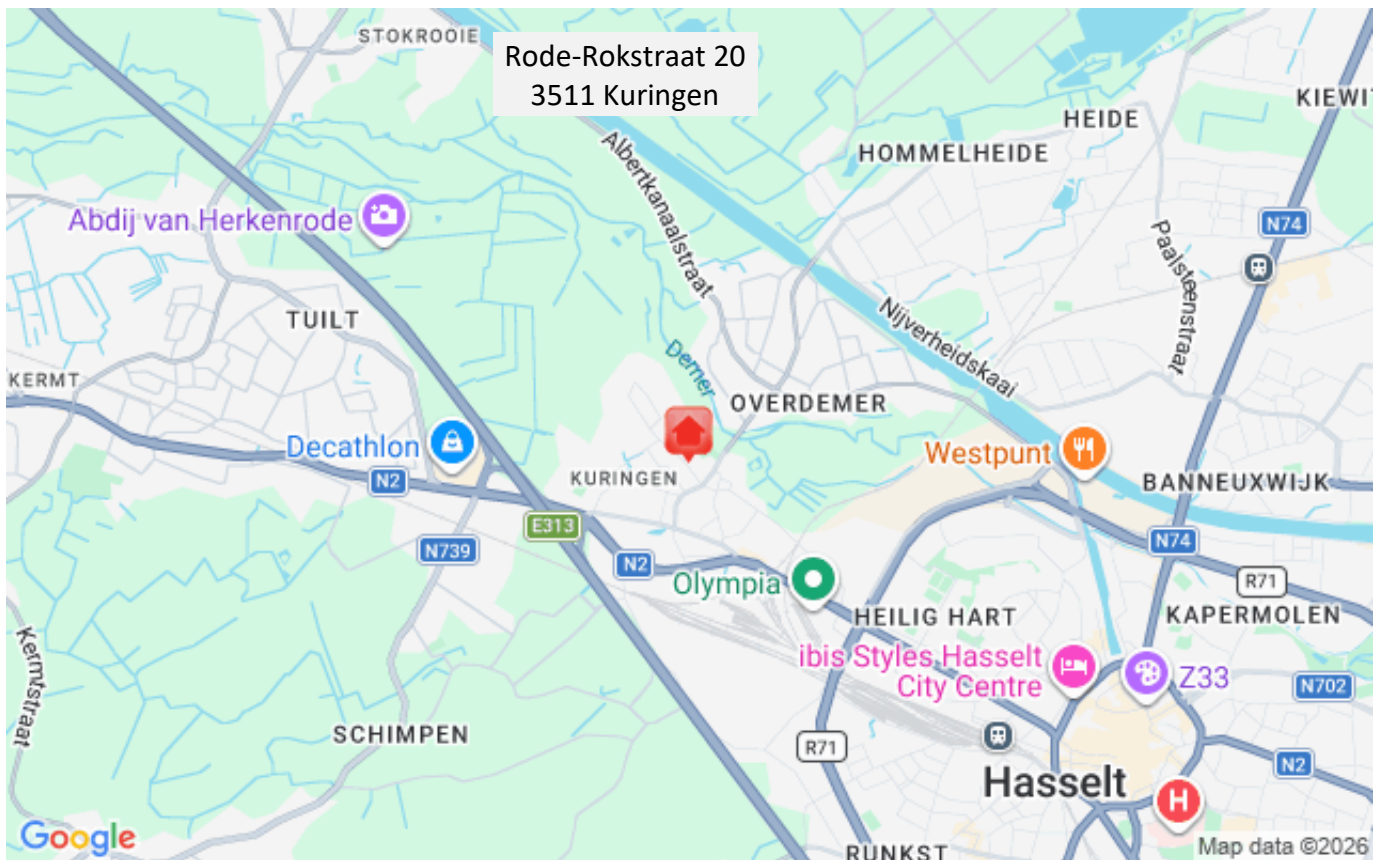 STOKROOIE
Rode-Rokstraat 20
3511 Kuringen
KIEWIT
HEIDE
HOMMELHEIDE
Albertkanaalstraat
Abdij van Herkenrode
N74
Paalsteenstraat
TUILT
Nijverheidskaai
Demer
KERMT
OVERDEMER
Decathlon
Westpunt
KURINGEN
N2
BANNEUXWIJK
E313
N739
N74
N2
Olympia
R71
HEILIG HART
KAPERMOLEN
Kermtstraat
ibis Styles Hasselt
City Centre
Z33
N702
SCHIMPEN
R71
N2
Hasselt
H
Google
RUNKST
Map data ©2026